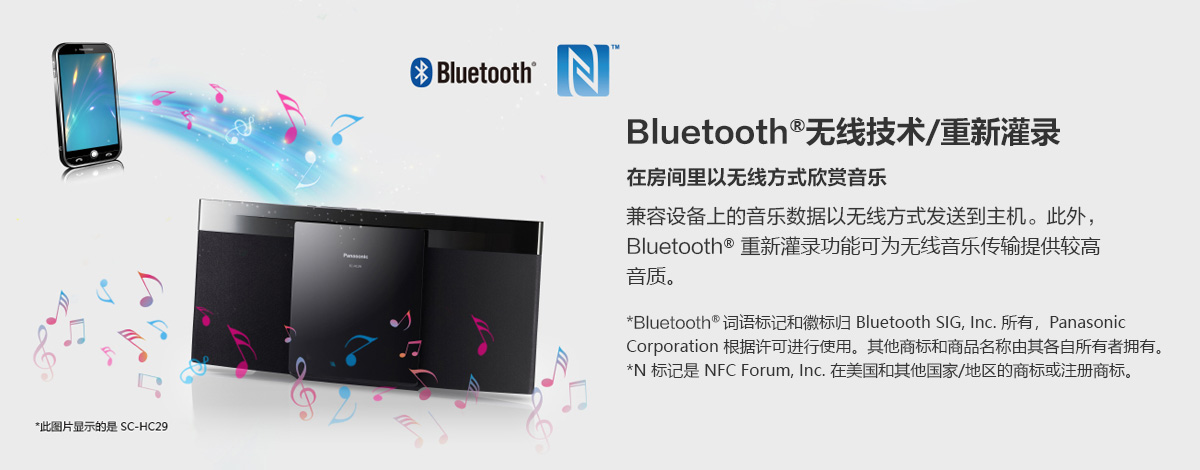 Bluetooth®
N™
Bluetooth®无线技术/重新灌录
在房间里以无线方式欣赏音乐
兼容设备上的音乐数据以无线方式发送到主机。此外，
Bluetooth® 重新灌录功能可为无线音乐传输提供较高
音质。
*Bluetooth® 词语标记和徽标归 Bluetooth SIG, Inc. 所有，Panasonic
Corporation 根据许可进行使用。其他商标和商品名称由其各自所有者拥有。
*N 标记是 NFC Forum, Inc. 在美国和其他国家/地区的商标或注册商标。
Panasonic
*此图片显示的是 SC-HC29